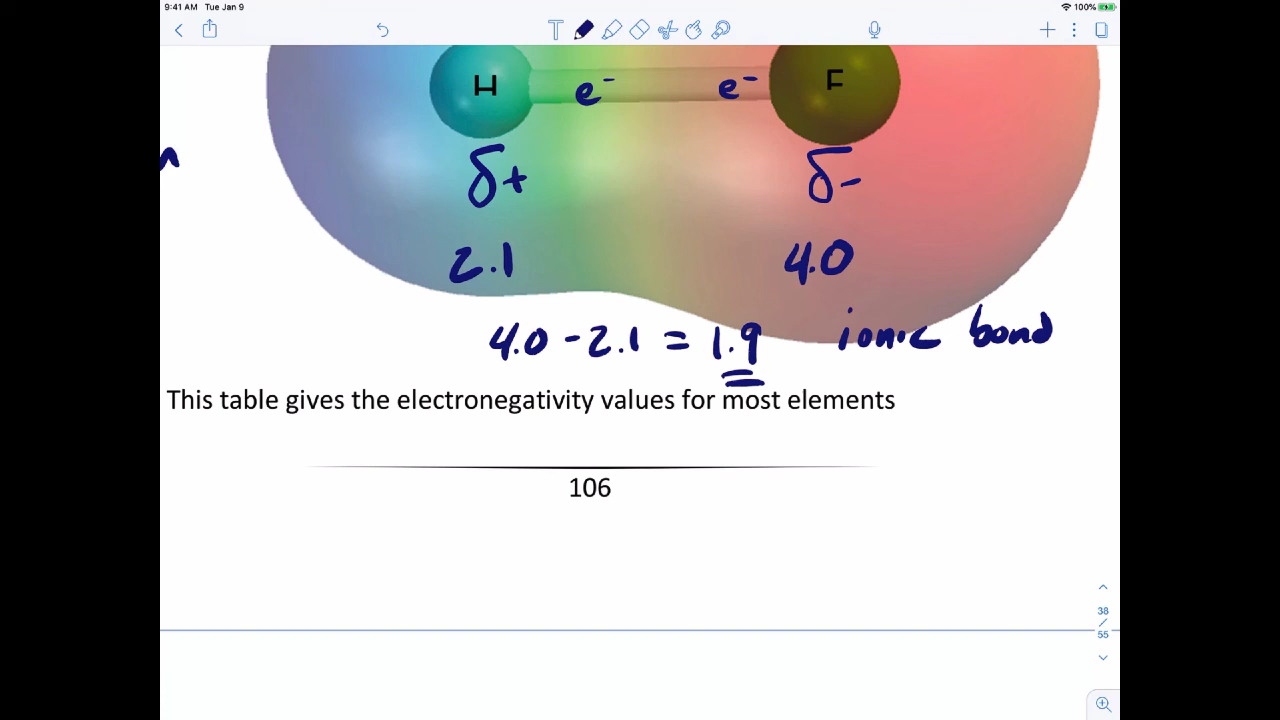 9:41 AM Tue Jan 9 100%
T
H e⁻ e⁻ F
δ+ δ-
2.1 4.0
4.0 - 2.1 = 1.9 ionic bond
This table gives the electronegativity values for most elements
106
38
/
55